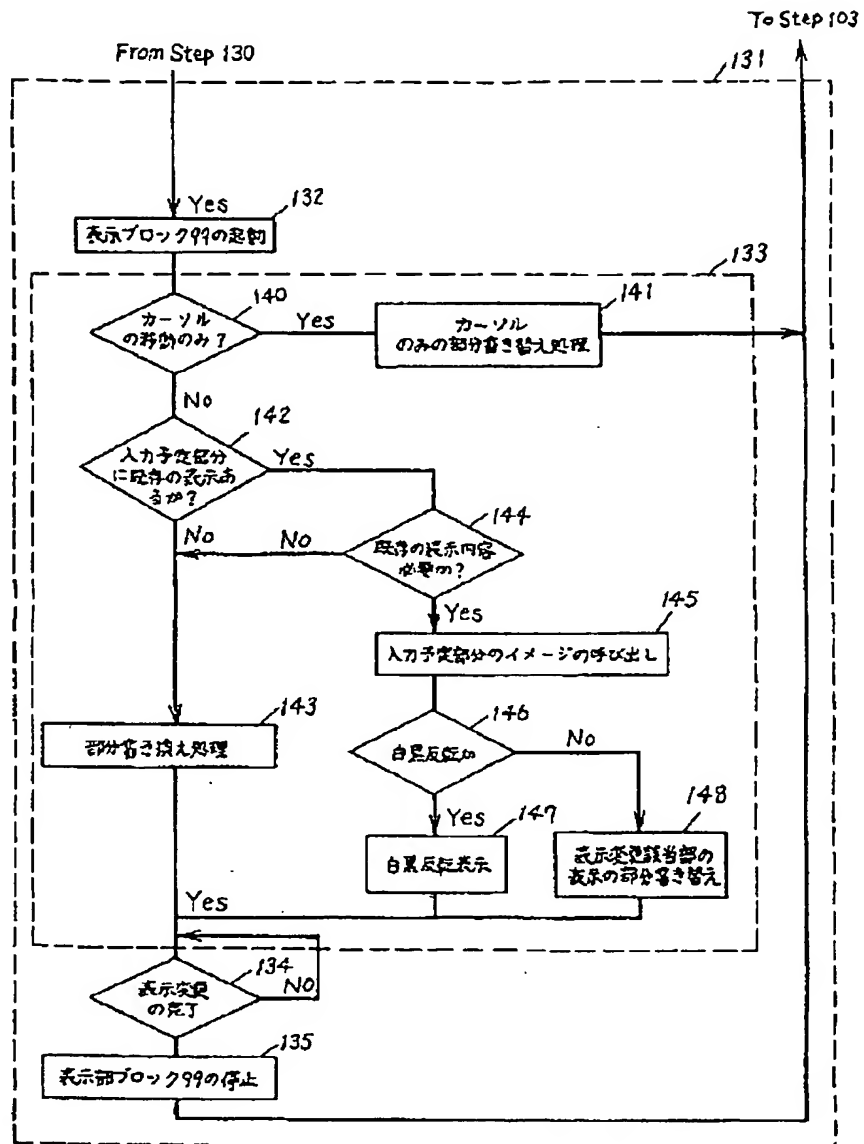 To Step 103
From Step 130
131
Yes
132
表示ブロック99の起動
133
140
カーソル
の移動のみ?
Yes
141
カーソル
のみの部分書き替え処理
No
142
入力予定部分
に既存の表示あ
るか?
Yes
144
No
No
既存の表示内容
必要か?
Yes
145
入力予定部分のイメージの呼び出し
143
部分書き換え処理
146
白黒反転か
No
Yes
147
148
白黒反転表示
表示変更該当部の
表示の部分書き替え
Yes
134
表示変更
の完了
NO
135
表示部ブロック99の停止